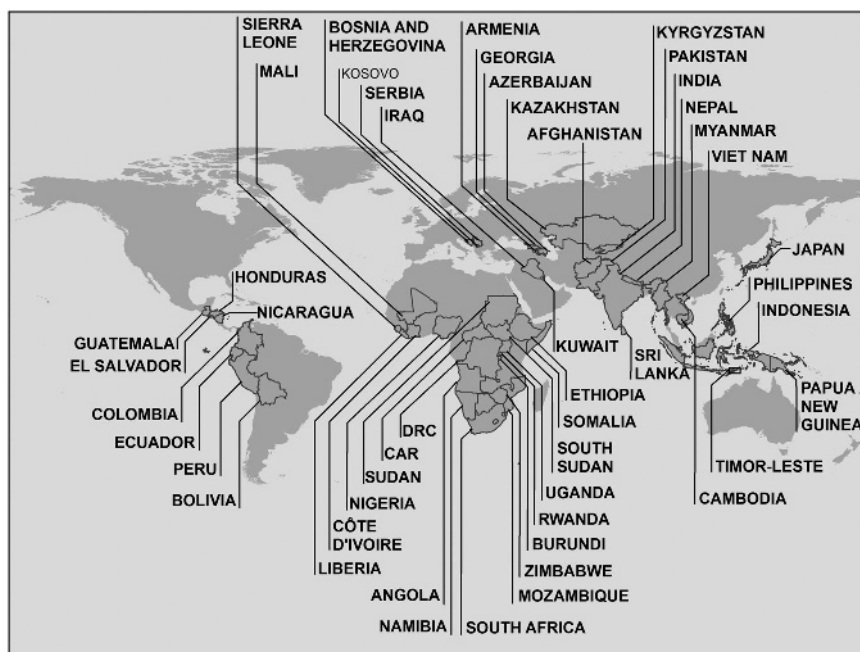 SIERRA
LEONE
MALI
BOSNIA AND
HERZEGOVINA
KOSOVO
SERBIA
IRAQ
ARMENIA
GEORGIA
AZERBAIJAN
KAZAKHSTAN
AFGHANISTAN
KYRGYZSTAN
PAKISTAN
INDIA
NEPAL
MYANMAR
VIET NAM
JAPAN
PHILIPPINES
INDONESIA
HONDURAS
NICARAGUA
GUATEMALA
EL SALVADOR
COLOMBIA
ECUADOR
PERU
BOLIVIA
KUWAIT
SRI
LANKA
ETHIOPIA
SOMALIA
SOUTH
SUDAN
UGANDA
RWANDA
BURUNDI
ZIMBABWE
MOZAMBIQUE
DRC
CAR
SUDAN
NIGERIA
CÔTE
D'IVOIRE
LIBERIA
ANGOLA
NAMIBIA
SOUTH AFRICA
PAPUA
NEW
GUINEA
TIMOR-LESTE
CAMBODIA